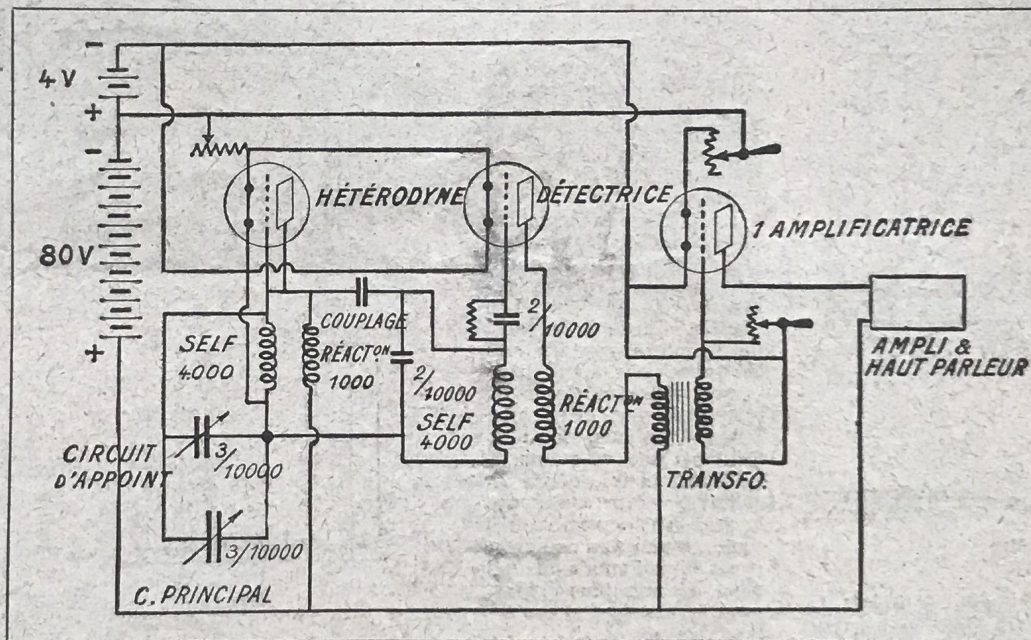 −
4V
+
−
80V
+
HÉTÉRODYNE
DÉTECTRICE
1 AMPLIFICATRICE
COUPLAGE
2/10000
SELF
4000
RÉACTON
1000
2/10000
SELF
4000
RÉACTON
1000
AMPLI &
HAUT PARLEUR
CIRCUIT
D'APPOINT
3/10000
TRANSFO.
3/10000
C. PRINCIPAL